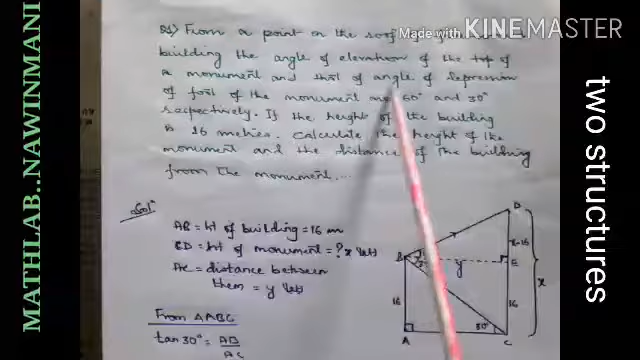 MATHLAB..NAWINMANI
Made With KINEMASTER
Q1) From a point on the roof of
building the angle of elevation of the top of
a monument and that of angle of depression
of foot of the monument are 60° and 30°
respectively. If the height of the building
is 16 metres. Calculate the height of the
monument and the distance of the building
from the monument...
Soln
AB = ht of building = 16 m
CD = ht of monument = ? x (let)
AC = distance between
them = y (let)
From ΔABC
tan 30° = AB
AC
D
x-16
B
y
E
x
16
16
30°
A
C
two structures